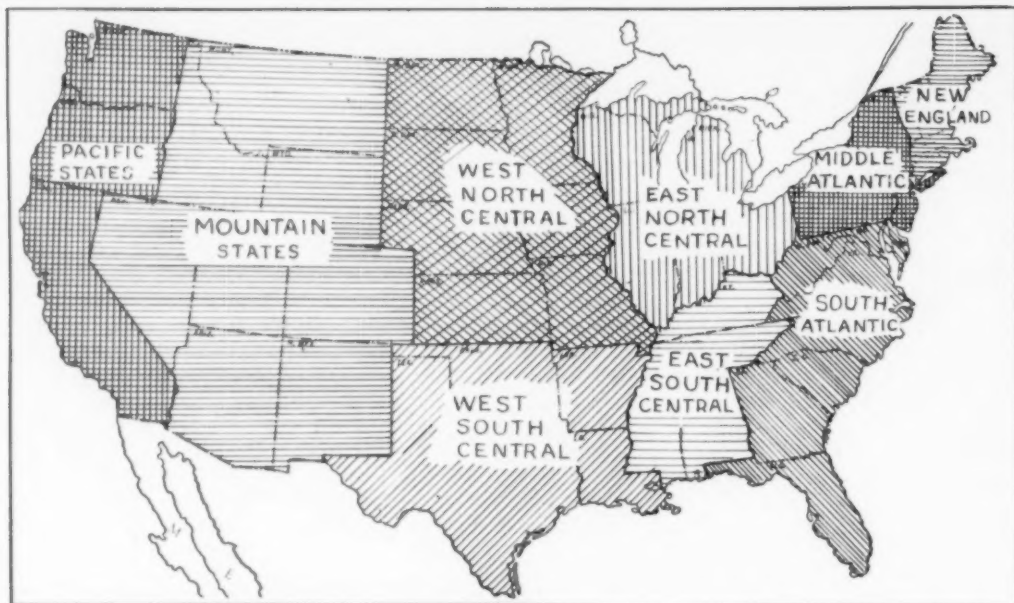 PACIFIC
STATES
MOUNTAIN
STATES
WEST
NORTH
CENTRAL
EAST
NORTH
CENTRAL
MIDDLE
ATLANTIC
NEW
ENGLAND
SOUTH
ATLANTIC
EAST
SOUTH
CENTRAL
WEST
SOUTH
CENTRAL